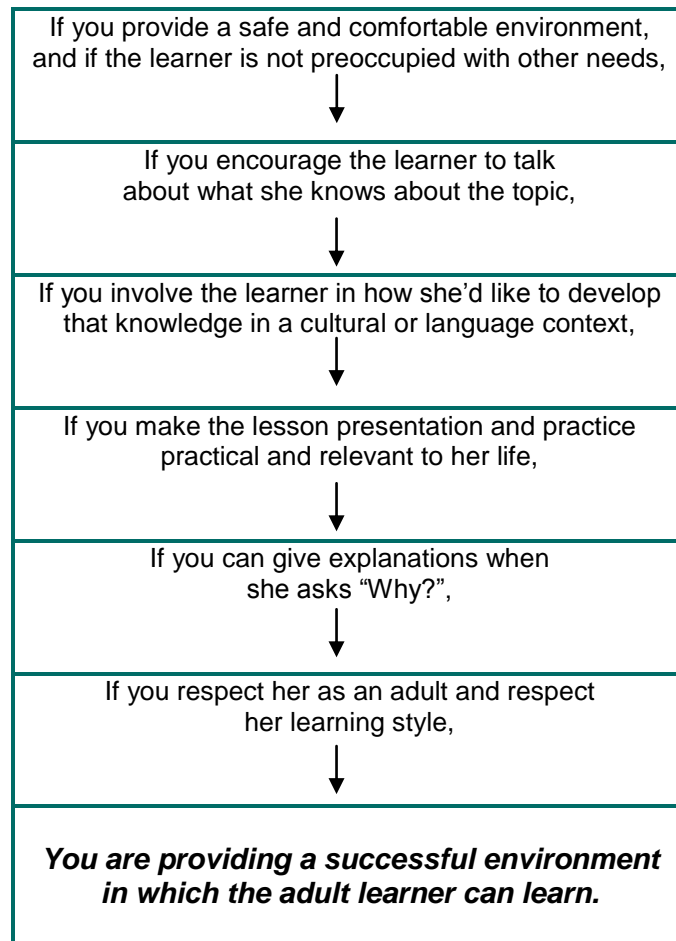 If you provide a safe and comfortable environment,
and if the learner is not preoccupied with other needs,
If you encourage the learner to talk
about what she knows about the topic,
If you involve the learner in how she’d like to develop
that knowledge in a cultural or language context,
If you make the lesson presentation and practice
practical and relevant to her life,
If you can give explanations when
she asks “Why?”,
If you respect her as an adult and respect
her learning style,
You are providing a successful environment
in which the adult learner can learn.